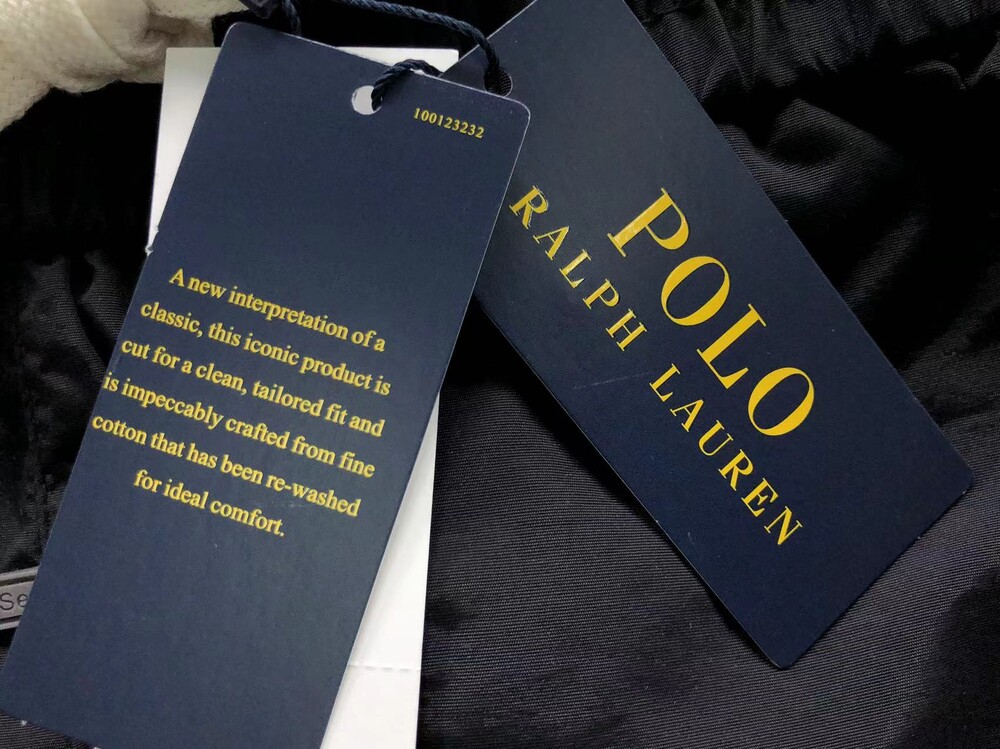 100123232
A new interpretation of a
classic, this iconic product is
cut for a clean, tailored fit and
is impeccably crafted from fine
cotton that has been re-washed
for ideal comfort.
POLO
RALPH LAUREN